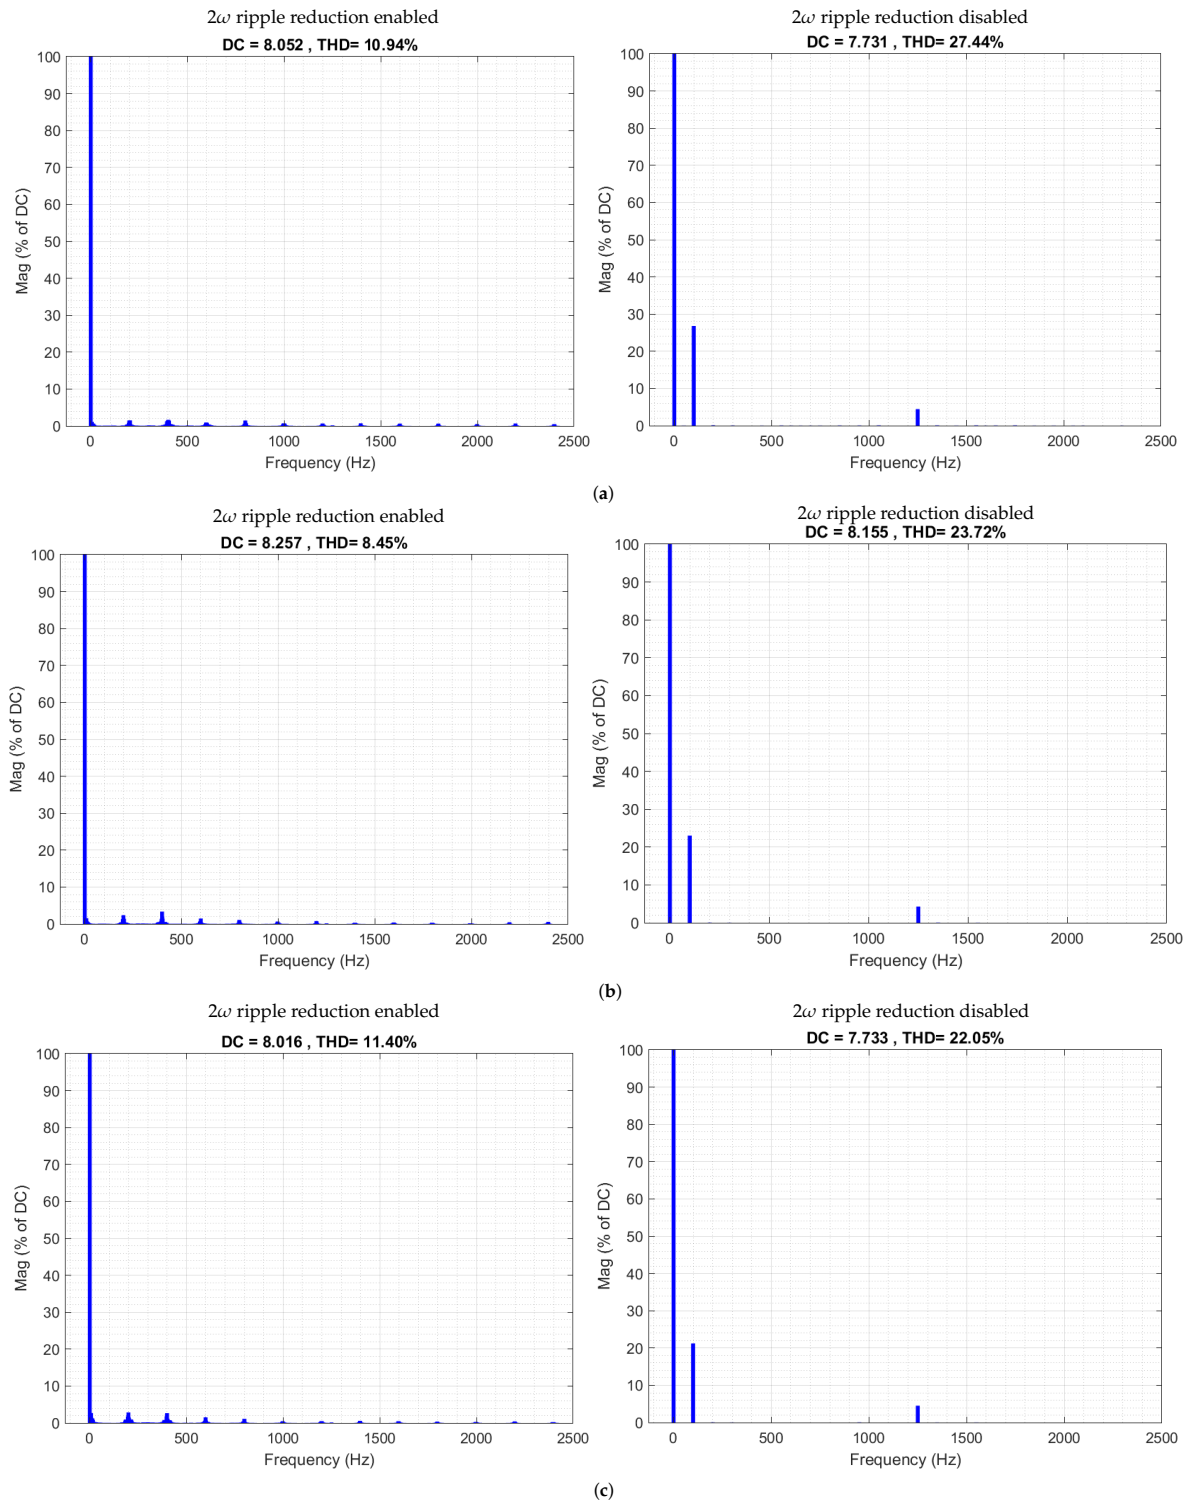 2ω ripple reduction enabled
DC = 8.052 , THD= 10.94%
100
90
80
70
60
50
40
30
20
10
0
Mag (% of DC)
0 500 1000 1500 2000 2500
Frequency (Hz)
2ω ripple reduction disabled
DC = 7.731 , THD= 27.44%
100
90
80
70
60
50
40
30
20
10
0
Mag (% of DC)
0 500 1000 1500 2000 2500
Frequency (Hz)
(a)
2ω ripple reduction enabled
DC = 8.257 , THD= 8.45%
100
90
80
70
60
50
40
30
20
10
0
Mag (% of DC)
0 500 1000 1500 2000 2500
Frequency (Hz)
2ω ripple reduction disabled
DC = 8.155 , THD= 23.72%
100
90
80
70
60
50
40
30
20
10
0
Mag (% of DC)
0 500 1000 1500 2000 2500
Frequency (Hz)
(b)
2ω ripple reduction enabled
DC = 8.016 , THD= 11.40%
100
90
80
70
60
50
40
30
20
10
0
Mag (% of DC)
0 500 1000 1500 2000 2500
Frequency (Hz)
2ω ripple reduction disabled
DC = 7.733 , THD= 22.05%
100
90
80
70
60
50
40
30
20
10
0
Mag (% of DC)
0 500 1000 1500 2000 2500
Frequency (Hz)
(c)